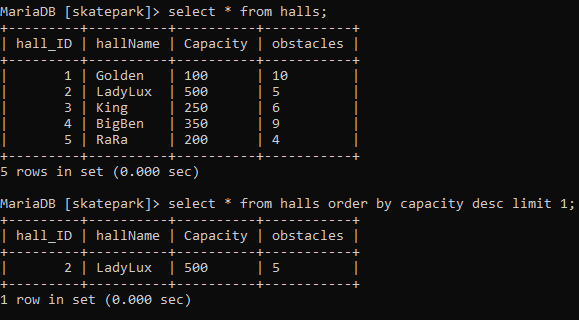 MariaDB [skatepark]> select * from halls;
+---------+----------+----------+-----------+
| hall_ID | hallName | Capacity | obstacles |
+---------+----------+----------+-----------+
|       1 | Golden   | 100      | 10        |
|       2 | LadyLux  | 500      | 5         |
|       3 | King     | 250      | 6         |
|       4 | BigBen   | 350      | 9         |
|       5 | RaRa     | 200      | 4         |
+---------+----------+----------+-----------+
5 rows in set (0.000 sec)
MariaDB [skatepark]> select * from halls order by capacity desc limit 1;
+---------+----------+----------+-----------+
| hall_ID | hallName | Capacity | obstacles |
+---------+----------+----------+-----------+
|       2 | LadyLux  | 500      | 5         |
+---------+----------+----------+-----------+
1 row in set (0.000 sec)